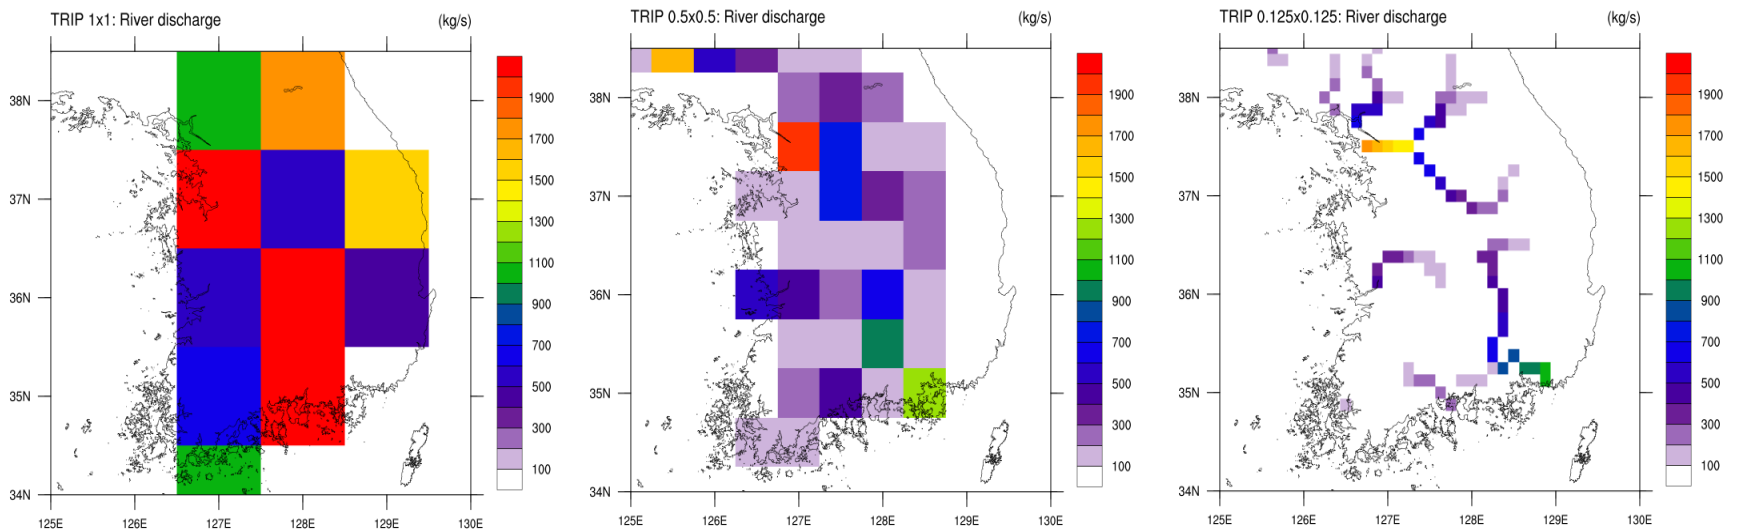 TRIP 1x1: River discharge (kg/s)
38N
37N
36N
35N
34N
125E 126E 127E 128E 129E 130E
1900
1700
1500
1300
1100
900
700
500
300
100
TRIP 0.5x0.5: River discharge (kg/s)
38N
37N
36N
35N
34N
125E 126E 127E 128E 129E 130E
1900
1700
1500
1300
1100
900
700
500
300
100
TRIP 0.125x0.125: River discharge (kg/s)
38N
37N
36N
35N
34N
125E 126E 127E 128E 129E 130E
1900
1700
1500
1300
1100
900
700
500
300
100